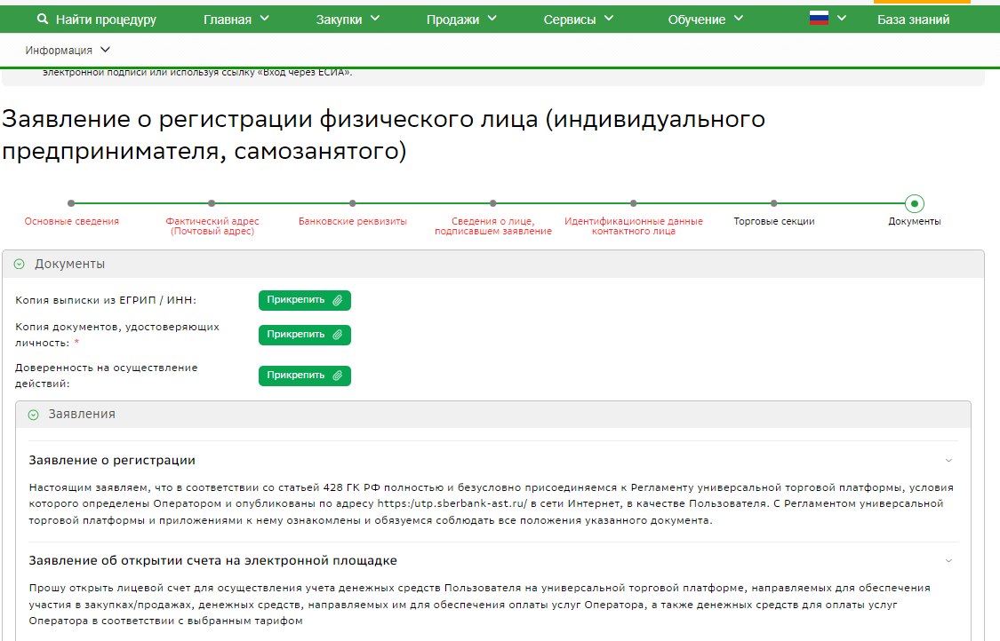 Найти процедуру Главная Закупки Продажи Сервисы Обучение База знаний
Информация
электронной подписи или используя ссылку «Вход через ЕСИА».
Заявление о регистрации физического лица (индивидуального
предпринимателя, самозанятого)
Основные сведения
Фактический адрес
(Почтовый адрес)
Банковские реквизиты
Сведения о лице,
подписавшем заявление
Идентификационные данные
контактного лица
Торговые секции
Документы
Документы
Копия выписки из ЕГРИП / ИНН:
Прикрепить
Копия документов, удостоверяющих
личность: *
Прикрепить
Доверенность на осуществление
действий:
Прикрепить
Заявления
Заявление о регистрации
Настоящим заявляем, что в соответствии со статьей 428 ГК РФ полностью и безусловно присоединяемся к Регламенту универсальной торговой платформы, условия
которого определены Оператором и опубликованы по адресу https:/utp.sberbank-ast.ru/ в сети Интернет, в качестве Пользователя. С Регламентом универсальной
торговой платформы и приложениями к нему ознакомлены и обязуемся соблюдать все положения указанного документа.
Заявление об открытии счета на электронной площадке
Прошу открыть лицевой счет для осуществления учета денежных средств Пользователя на универсальной торговой платформе, направляемых для обеспечения
участия в закупках/продажах, денежных средств, направляемых им для обеспечения оплаты услуг Оператора, а также денежных средств для оплаты услуг
Оператора в соответствии с выбранным тарифом